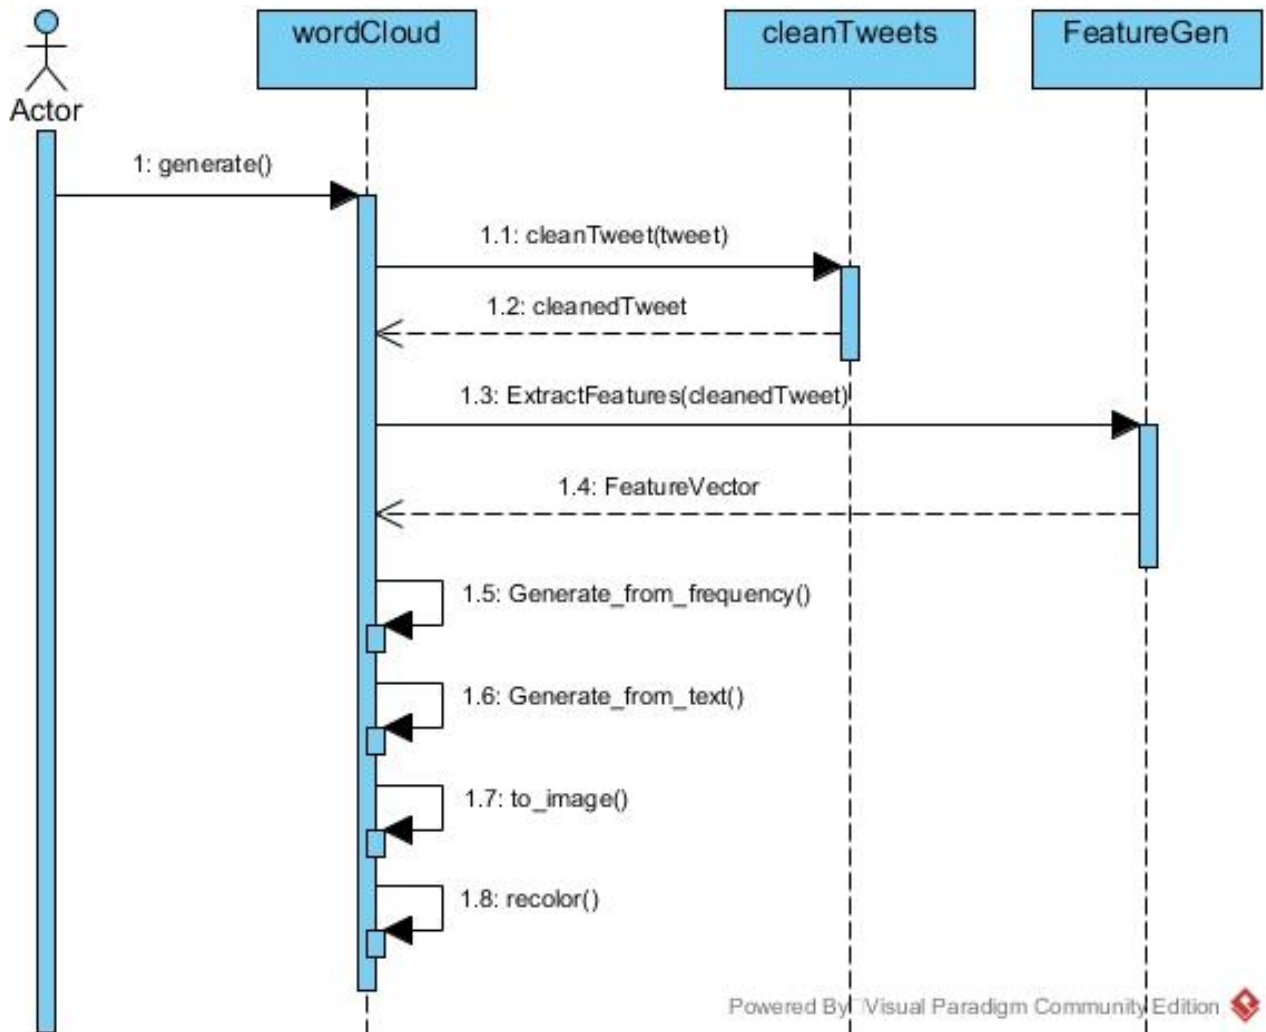 wordCloud
cleanTweets
FeatureGen
Actor
1: generate()
1.1: cleanTweet(tweet)
1.2: cleanedTweet
1.3: ExtractFeatures(cleanedTweet)
1.4: FeatureVector
1.5: Generate_from_frequency()
1.6: Generate_from_text()
1.7: to_image()
1.8: recolor()
Powered By Visual Paradigm Community Edition